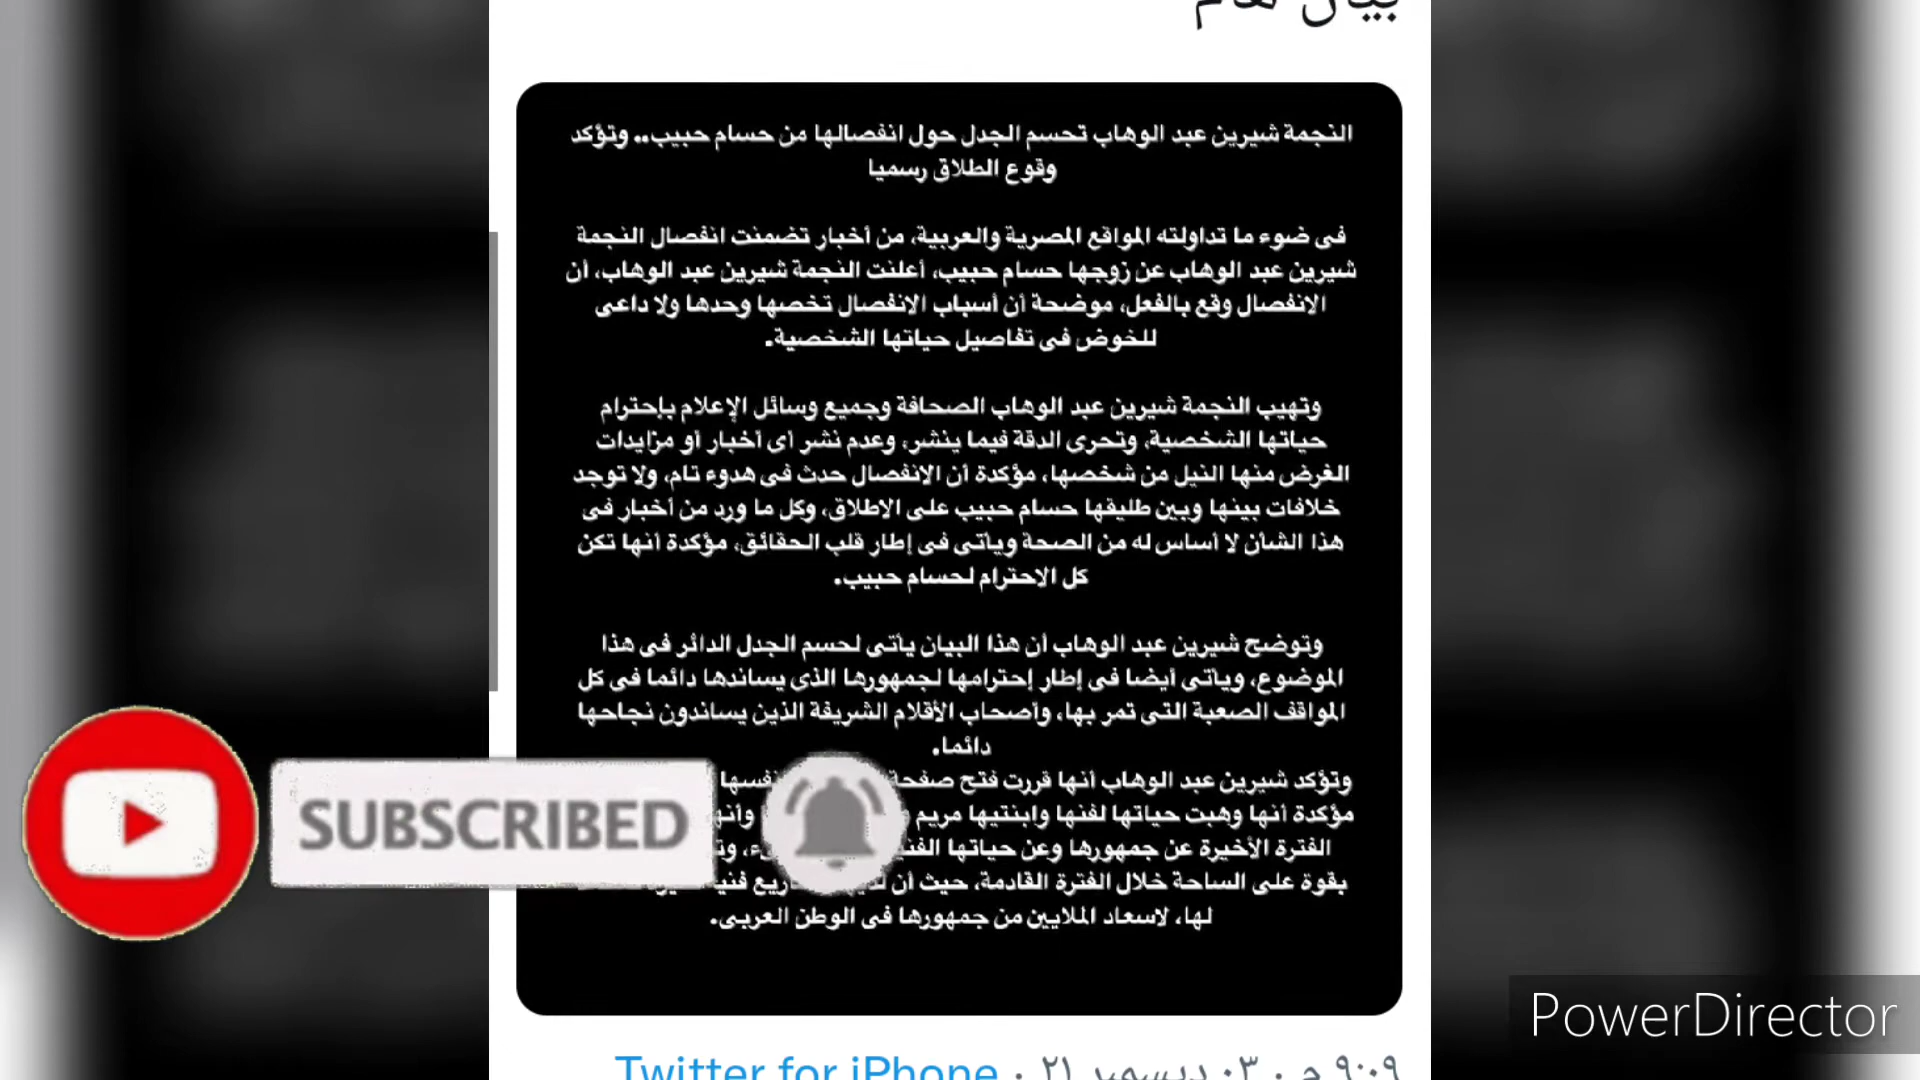 بيان هام
النجمة شيرين عبد الوهاب تحسم الجدل حول انفصالها من حسام حبيب.. وتؤكد
وقوع الطلاق رسميا
فى ضوء ما تداولته المواقع المصرية والعربية، من أخبار تضمنت انفصال النجمة
شيرين عبد الوهاب عن زوجها حسام حبيب، أعلنت النجمة شيرين عبد الوهاب، أن
الانفصال وقع بالفعل، موضحة أن أسباب الانفصال تخصها وحدها ولا داعى
للخوض فى تفاصيل حياتها الشخصية.
وتهيب النجمة شيرين عبد الوهاب الصحافة وجميع وسائل الإعلام بإحترام
حياتها الشخصية، وتحرى الدقة فيما ينشر، وعدم نشر أى أخبار أو مزايدات
الغرض منها النيل من شخصها، مؤكدة أن الانفصال حدث فى هدوء تام، ولا توجد
خلافات بينها وبين طليقها حسام حبيب على الاطلاق، وكل ما ورد من أخبار فى
هذا الشأن لا أساس له من الصحة ويأتى فى إطار قلب الحقائق، مؤكدة أنها تكن
كل الاحترام لحسام حبيب.
وتوضح شيرين عبد الوهاب أن هذا البيان يأتى لحسم الجدل الدائر فى هذا
الموضوع، ويأتى أيضا فى إطار إحترامها لجمهورها الذى يساندها دائما فى كل
المواقف الصعبة التى تمر بها، وأصحاب الأقلام الشريفة الذين يساندون نجاحها
دائما.
وتؤكد شيرين عبد الوهاب أنها قررت فتح صفحة
مؤكدة أنها وهبت حياتها لفنها وابنتيها مريم
الفترة الأخيرة عن جمهورها وعن حياتها
بقوة على الساحة خلال الفترة القادمة، حيث أن
لها، لاسعاد الملايين من جمهورها فى الوطن العربى.
SUBSCRIBED
٩:٠٩ م · ٠٣ ديسمبر ٢١ · Twitter for iPhone
PowerDirector